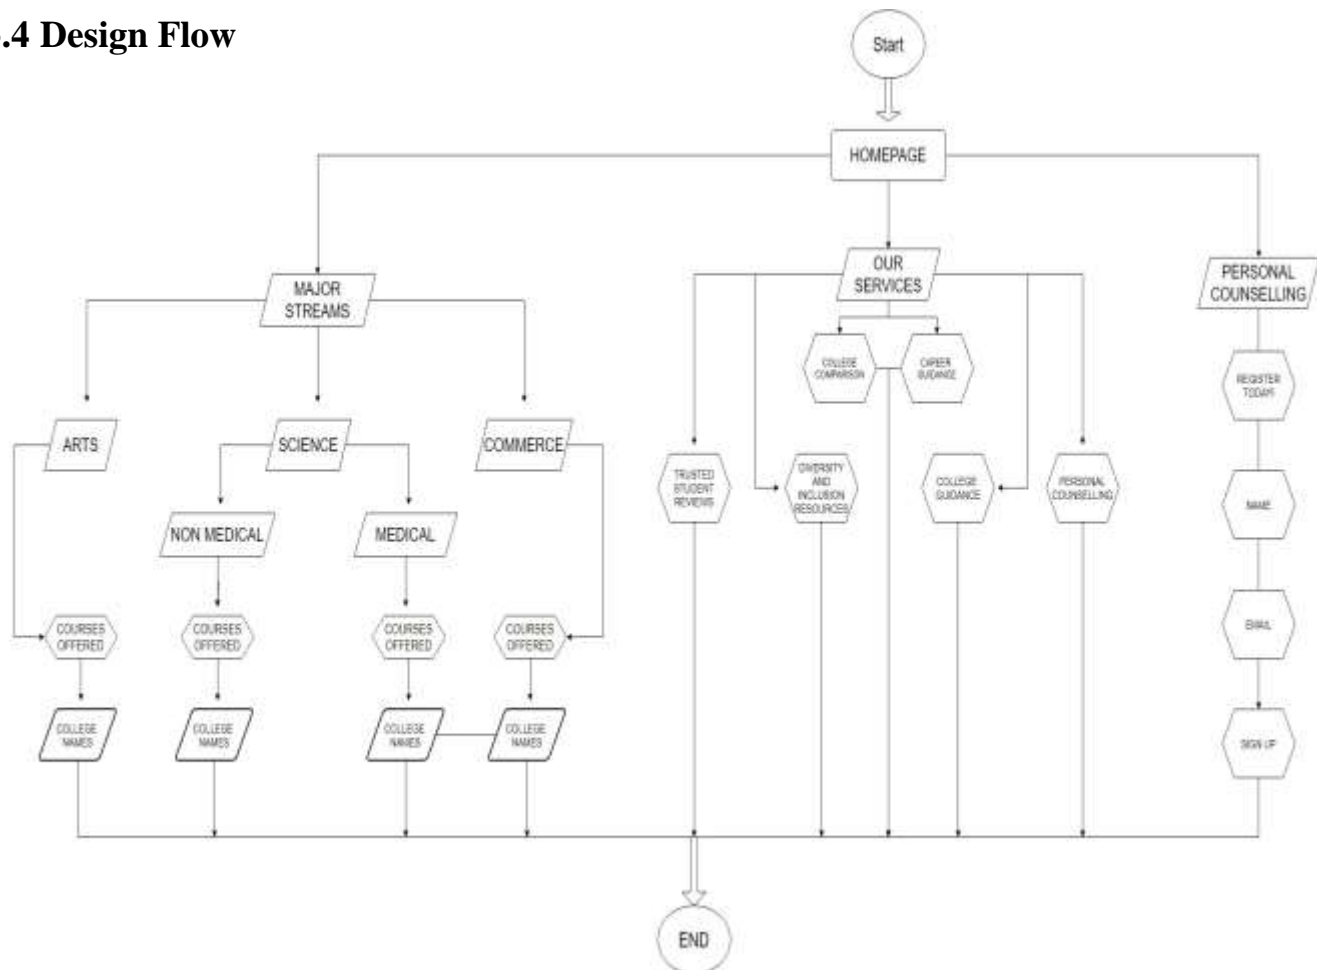 .4 Design Flow
Start
HOMEPAGE
MAJOR
STREAMS
OUR
SERVICES
PERSONAL
COUNSELLING
COLLEGE
COMPARISON
CAREER
GUIDANCE
REGISTER
TODAY!
ARTS
SCIENCE
COMMERCE
TRUSTED
STUDENT
REVIEWS
DIVERSITY
AND
INCLUSION
RESOURCES
COLLEGE
GUIDANCE
PERSONAL
COUNSELLING
NAME
NON MEDICAL
MEDICAL
COURSES
OFFERED
COURSES
OFFERED
COURSES
OFFERED
COURSES
OFFERED
EMAIL
COLLEGE
NAMES
COLLEGE
NAMES
COLLEGE
NAMES
COLLEGE
NAMES
SIGN UP
END